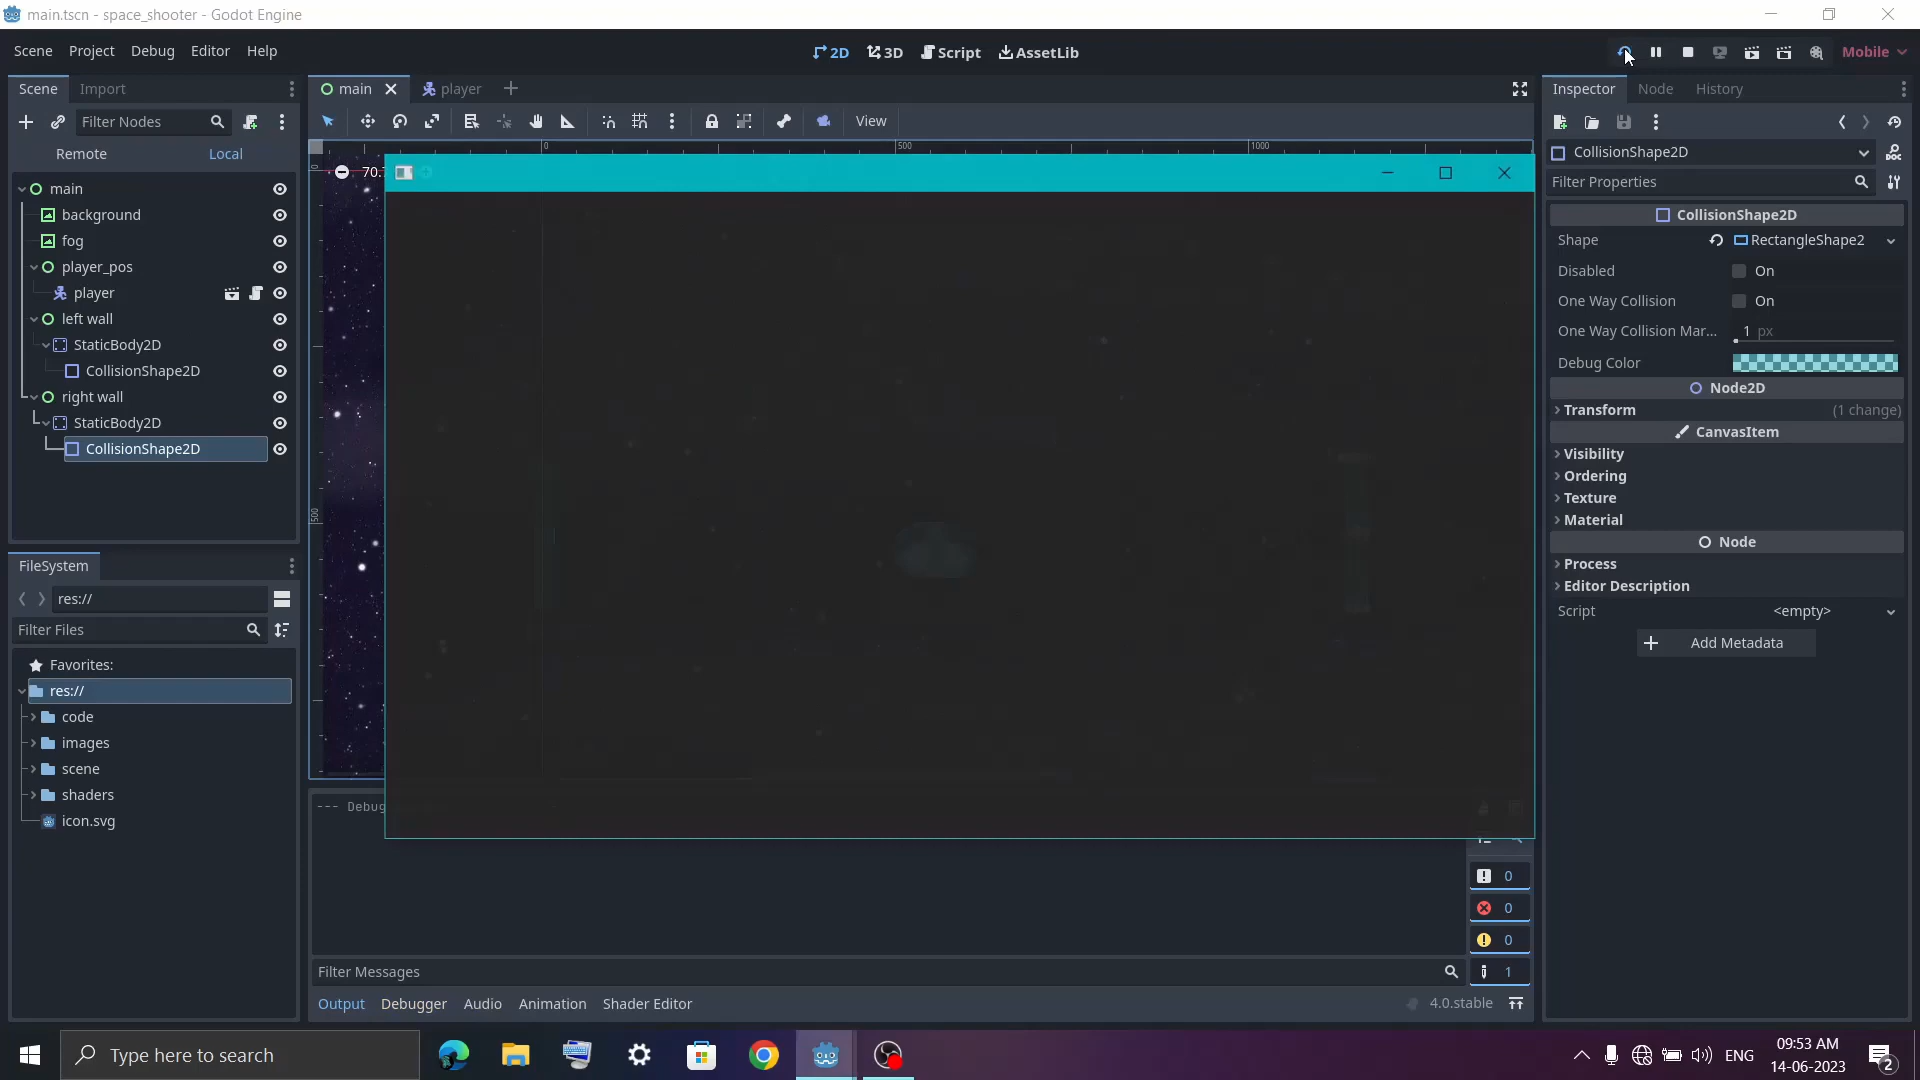 main.tscn - space_shooter - Godot Engine
Scene Project Debug Editor Help
2D 3D Script AssetLib
Mobile
Scene Import
main player
Inspector Node History
Filter Nodes
View
Remote Local
CollisionShape2D
70.
Filter Properties
main
background
fog
player_pos
player
left wall
StaticBody2D
CollisionShape2D
right wall
StaticBody2D
CollisionShape2D
0 500 1000
500
CollisionShape2D
Shape RectangleShape2
Disabled On
One Way Collision On
One Way Collision Mar... 1 px
Debug Color
Node2D
Transform (1 change)
CanvasItem
Visibility
Ordering
Texture
Material
Node
Process
Editor Description
Script <empty>
Add Metadata
FileSystem
res://
Filter Files
Favorites:
res://
code
images
scene
shaders
icon.svg
--- Debug
0
0
0
1
Filter Messages
Output Debugger Audio Animation Shader Editor
4.0.stable
Type here to search
ENG
09:53 AM
14-06-2023
2